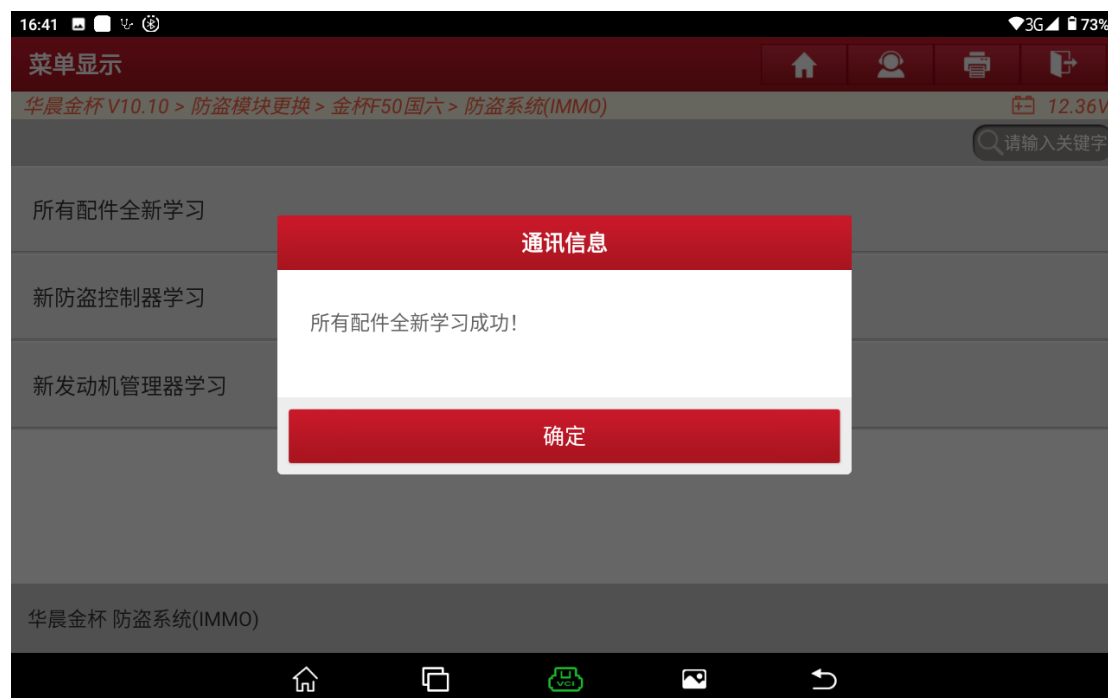 16:41
3G 73%
菜单显示
华晨金杯 V10.10 > 防盗模块更换 > 金杯F50国六 > 防盗系统(IMMO)
12.36V
请输入关键字
所有配件全新学习
通讯信息
新防盗控制器学习
所有配件全新学习成功！
新发动机管理器学习
确定
华晨金杯 防盗系统(IMMO)
VCI